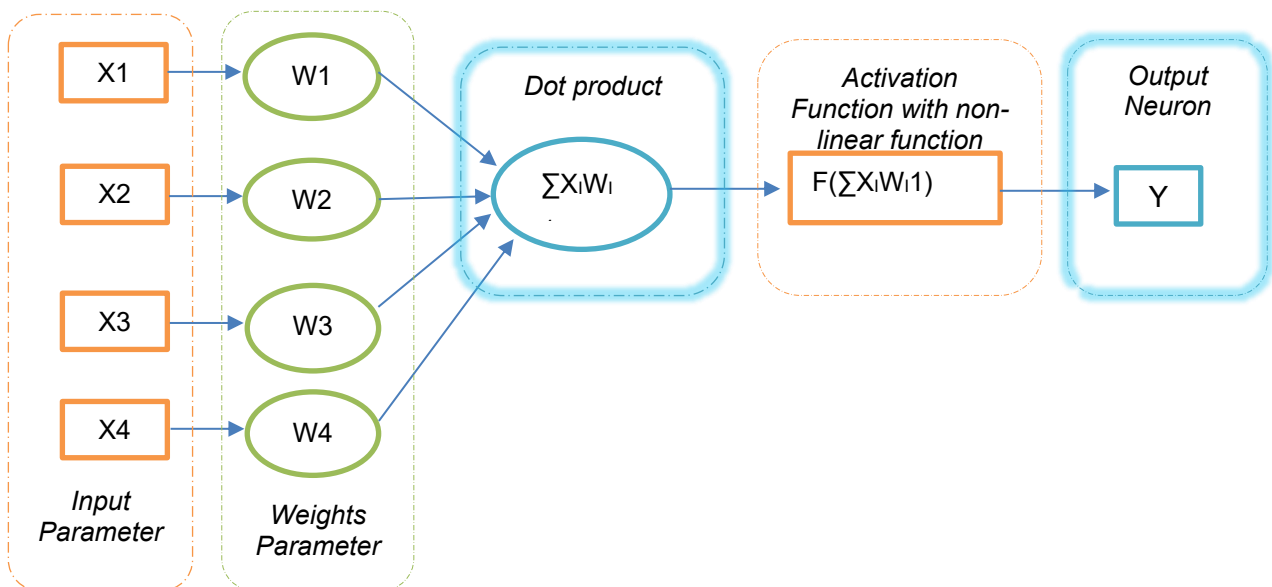 X1
X2
X3
X4
Input
Parameter
W1
W2
W3
W4
Weights
Parameter
Dot product
∑XᵢWᵢ
.
Activation
Function with non-
linear function
F(∑XᵢWᵢ1)
Output
Neuron
Y